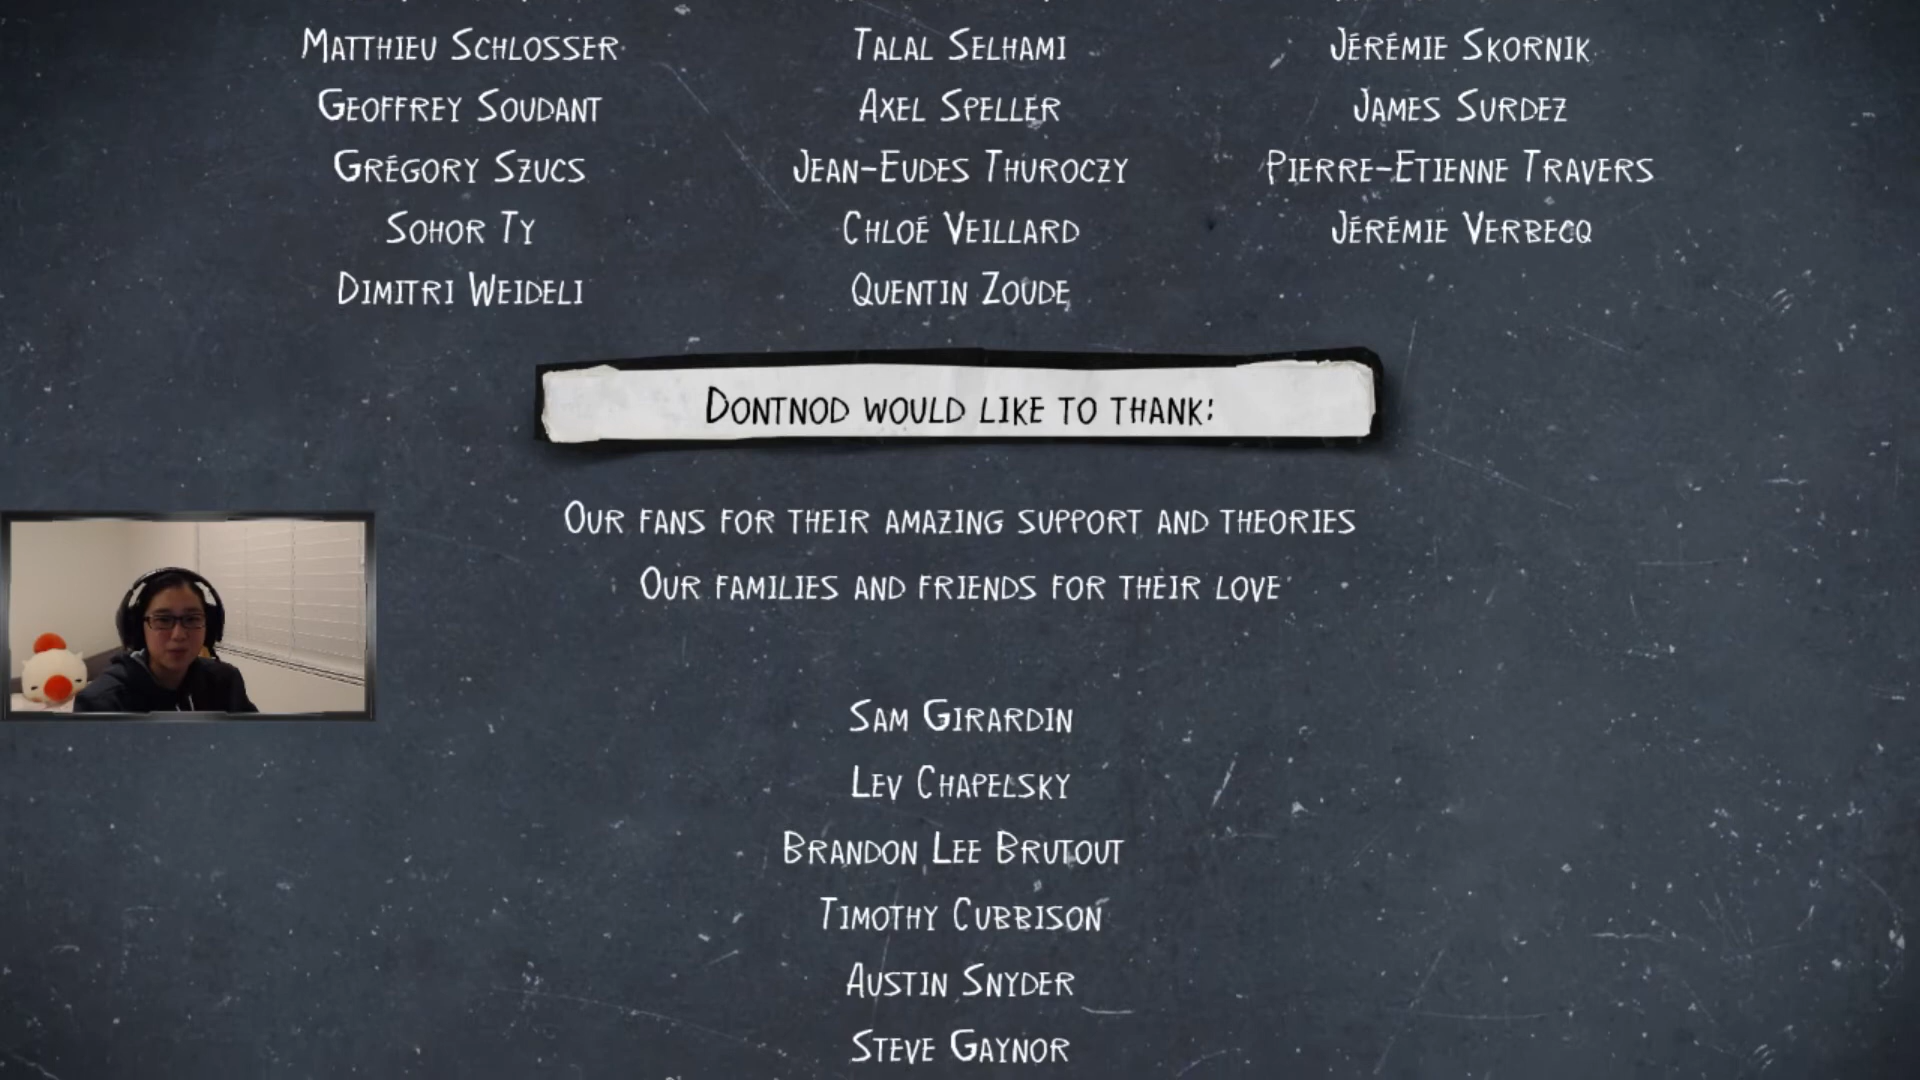 Matthieu Schlosser Talal Selhami Jérémie Skornik
Geoffrey Soudant Axel Speller James Surdez
Grégory Szucs Jean-Eudes Thuroczy Pierre-Etienne Travers
Sohor Ty Chloé Veillard Jérémie Verbecq
Dimitri Weideli Quentin Zoude
Dontnod would like to thank:
Our fans for their amazing support and theories
Our families and friends for their love
Sam Girardin
Lev Chapelsky
Brandon Lee Brutout
Timothy Cubbison
Austin Snyder
Steve Gaynor